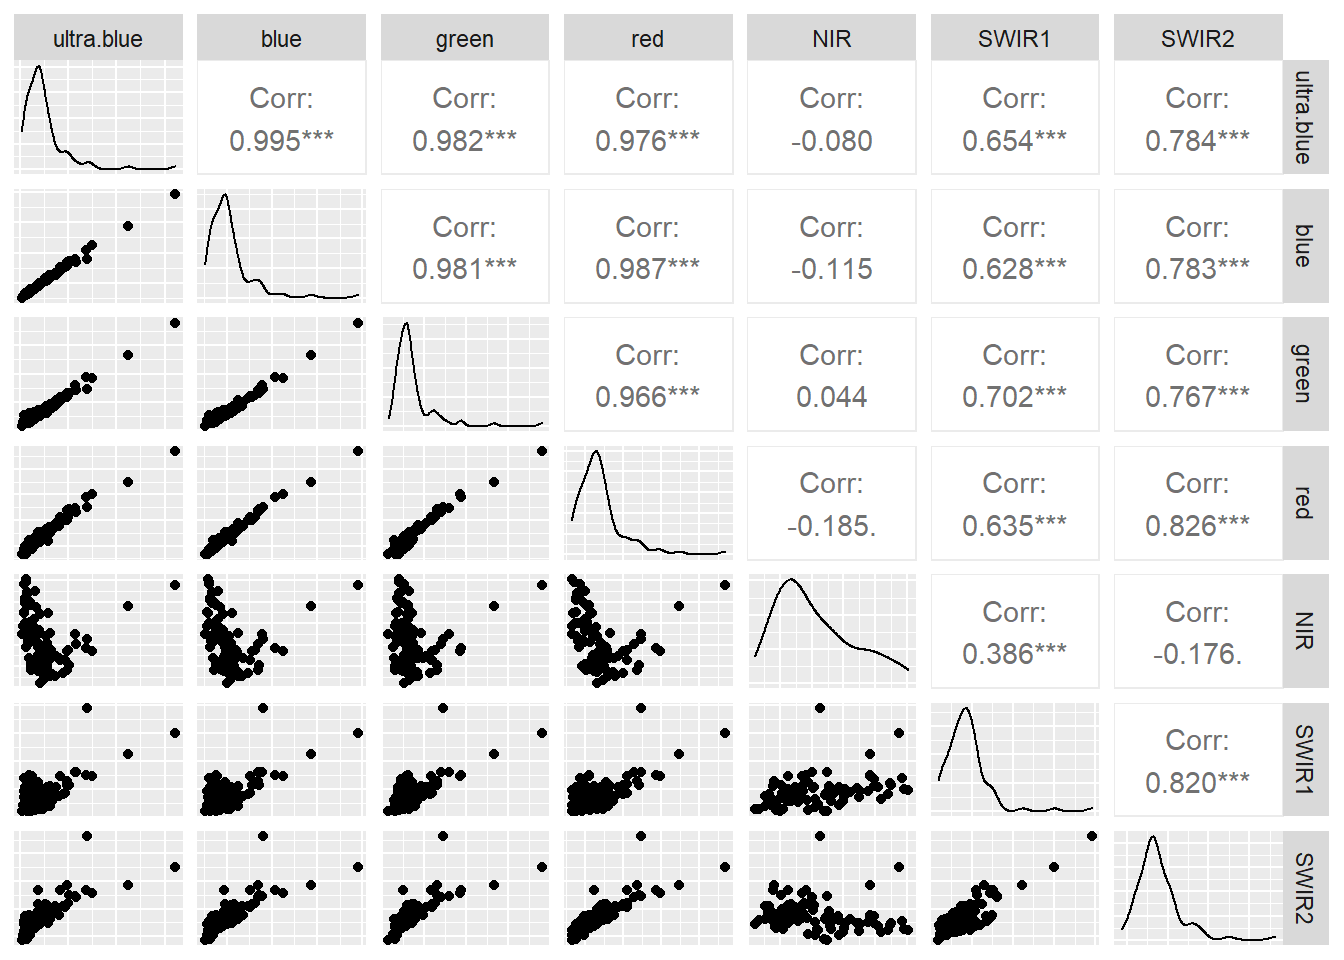 ultra.blue blue green red NIR SWIR1 SWIR2
Corr: Corr: Corr: Corr: Corr: Corr:
0.995*** 0.982*** 0.976*** -0.080 0.654*** 0.784***
ultra.blue
Corr: Corr: Corr: Corr: Corr:
0.981*** 0.987*** -0.115 0.628*** 0.783***
blue
Corr: Corr: Corr: Corr:
0.966*** 0.044 0.702*** 0.767***
green
Corr: Corr: Corr:
-0.185. 0.635*** 0.826***
red
Corr: Corr:
0.386*** -0.176.
NIR
Corr:
0.820***
SWIR1
SWIR2